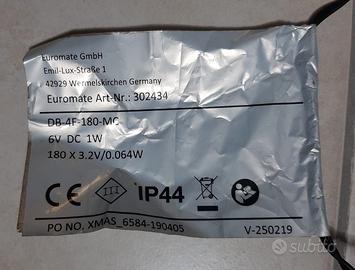 Euromate GmbH
Emil-Lux-Straße 1
42929 Wermelskirchen Germany
Euromate Art-Nr.: 302434
DB-4F-180-MC
6V DC 1W
180 X 3.2V/0.064W
CE III IP44
PO NO. XMAS_6584-190405 V-250219
subito